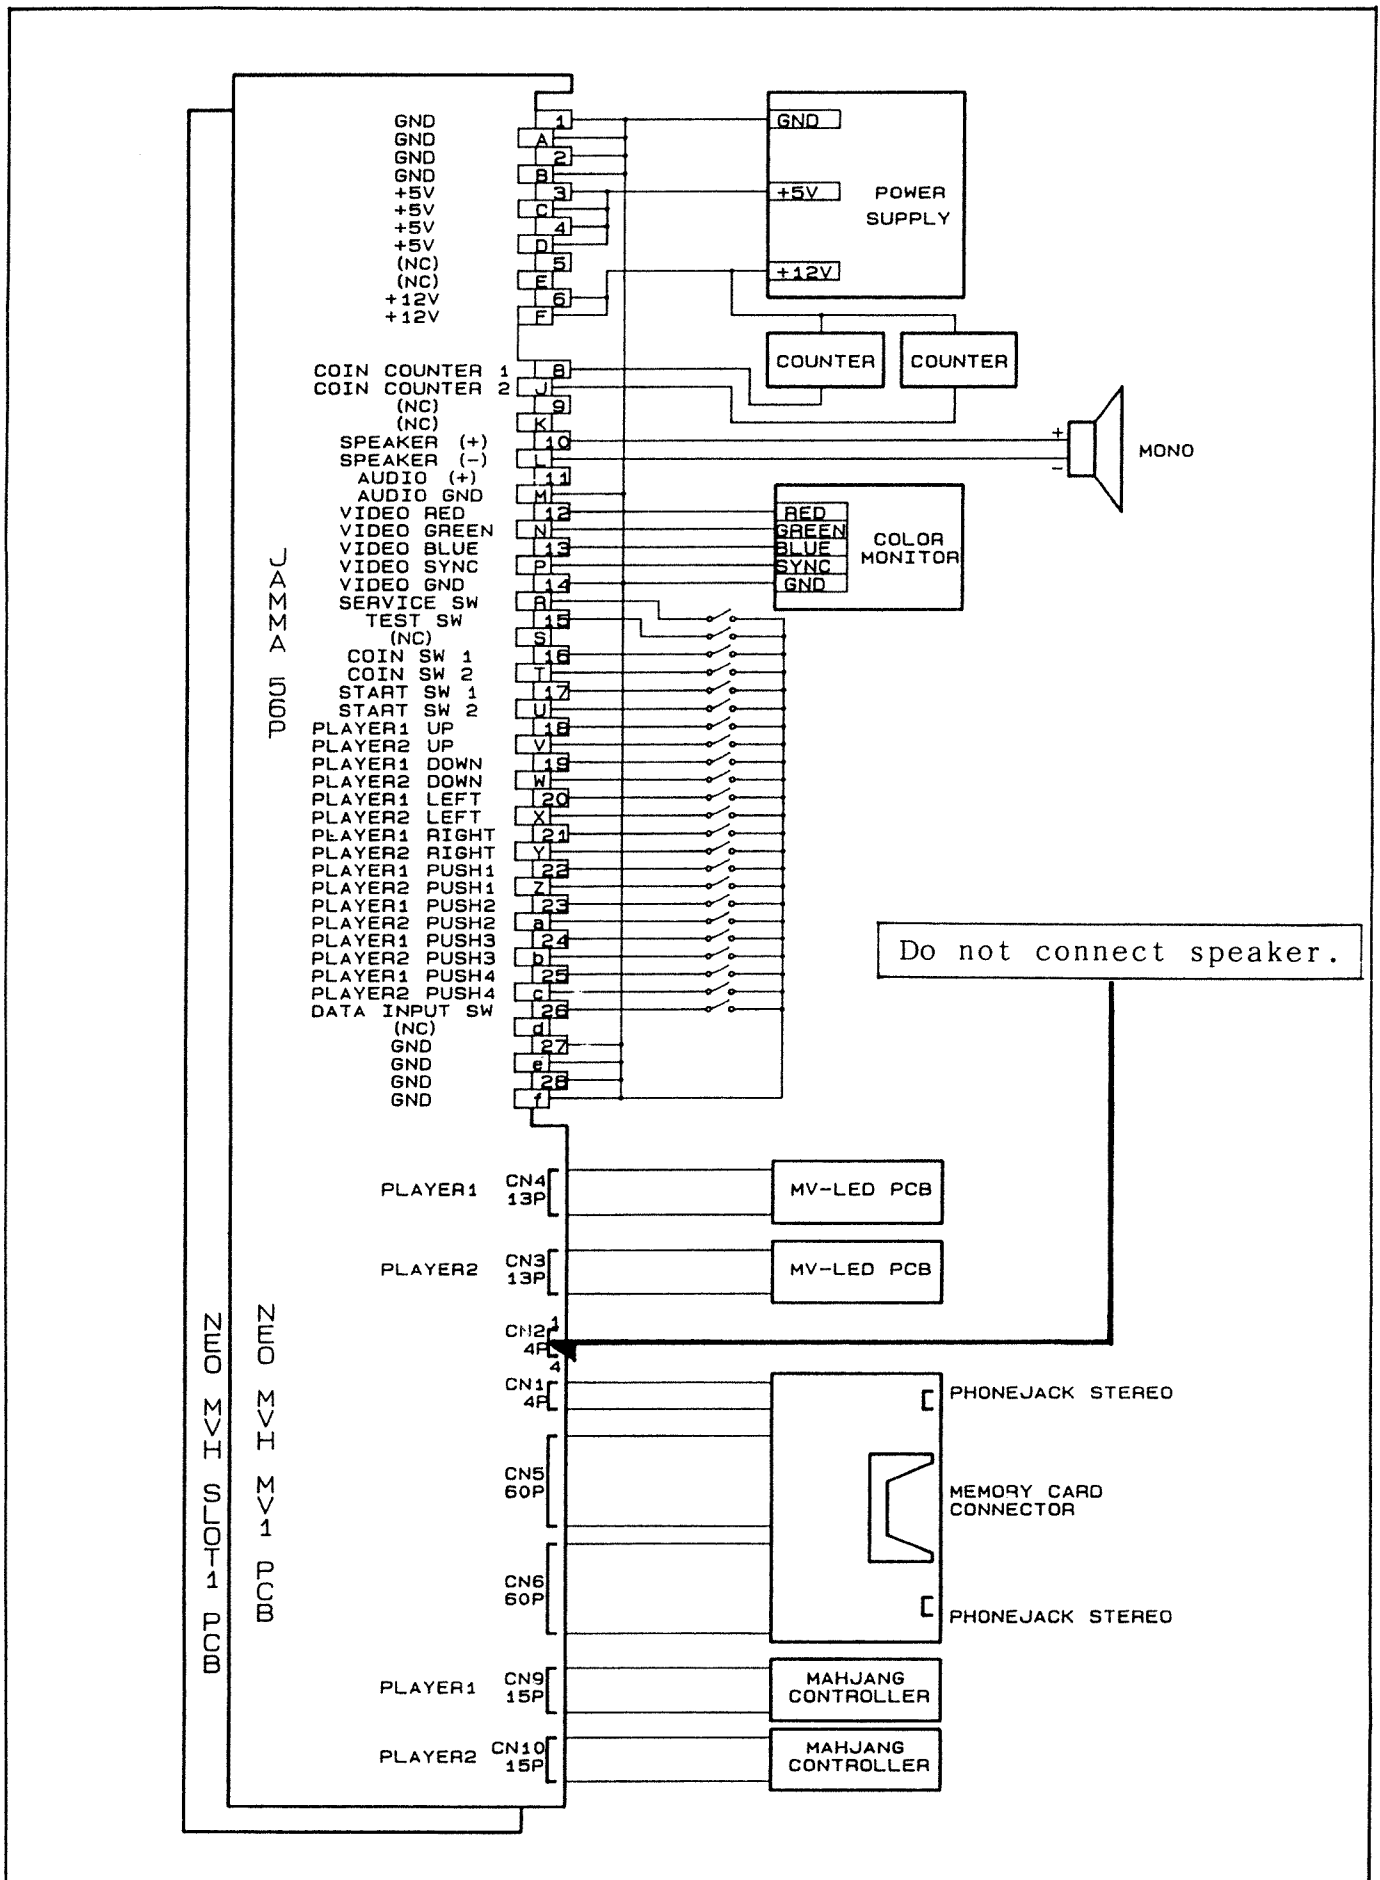 GND 1
GND A
GND 2
GND B
+5V 3
+5V C
+5V 4
+5V D
(NC) 5
(NC) E
+12V 6
+12V F
GND
+5V
+12V
POWER
SUPPLY
COUNTER
COUNTER
COIN COUNTER 1 8
COIN COUNTER 2 J
(NC) 9
(NC) K
SPEAKER (+) 10
SPEAKER (-) L
AUDIO (+) 11
AUDIO GND M
VIDEO RED 12
VIDEO GREEN N
VIDEO BLUE 13
VIDEO SYNC P
VIDEO GND 14
SERVICE SW R
TEST SW 15
(NC) S
COIN SW 1 16
COIN SW 2 T
START SW 1 17
START SW 2 U
PLAYER1 UP 18
PLAYER2 UP V
PLAYER1 DOWN 19
PLAYER2 DOWN W
PLAYER1 LEFT 20
PLAYER2 LEFT X
PLAYER1 RIGHT 21
PLAYER2 RIGHT Y
PLAYER1 PUSH1 22
PLAYER2 PUSH1 Z
PLAYER1 PUSH2 23
PLAYER2 PUSH2 a
PLAYER1 PUSH3 24
PLAYER2 PUSH3 b
PLAYER1 PUSH4 25
PLAYER2 PUSH4 c
DATA INPUT SW 26
(NC) d
GND 27
GND e
GND 28
GND f
+
-
MONO
RED
GREEN
BLUE
SYNC
GND
COLOR
MONITOR
JAMMA 56P
Do not connect speaker.
PLAYER1
CN4
13P
MV-LED PCB
PLAYER2
CN3
13P
MV-LED PCB
1
CN2
4P
4
CN1
4P
PHONEJACK STEREO
CN5
60P
MEMORY CARD
CONNECTOR
CN6
60P
PHONEJACK STEREO
PLAYER1
CN9
15P
MAHJANG
CONTROLLER
PLAYER2
CN10
15P
MAHJANG
CONTROLLER
NEO MVH SLOT1 PCB
NEO MVH MV1 PCB